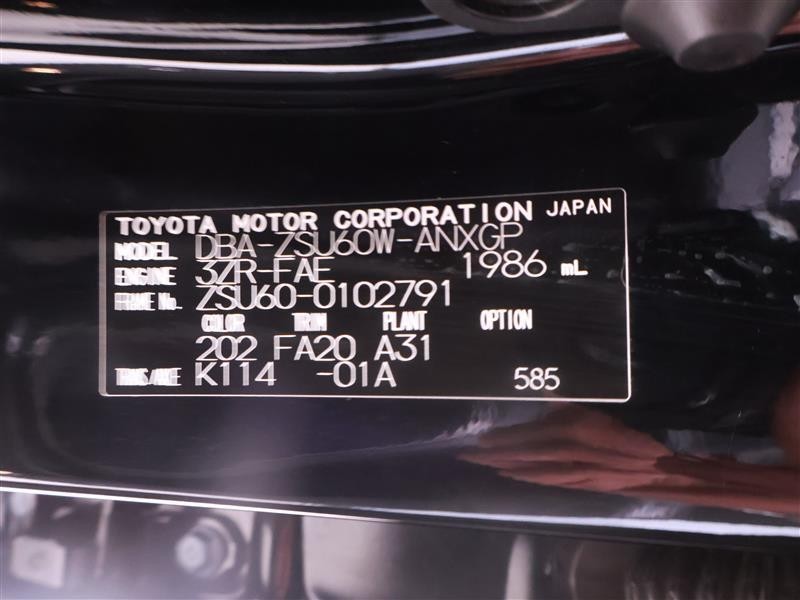 TOYOTA MOTOR CORPORATION JAPAN
MODEL DBA-ZSU60W-ANXGP
ENGINE 3ZR-FAE 1986 mL
FRAME No. ZSU60-0102791
COLOR TRIM PLANT OPTION
202 FA20 A31
TRANS/AXLE K114 -01A 585